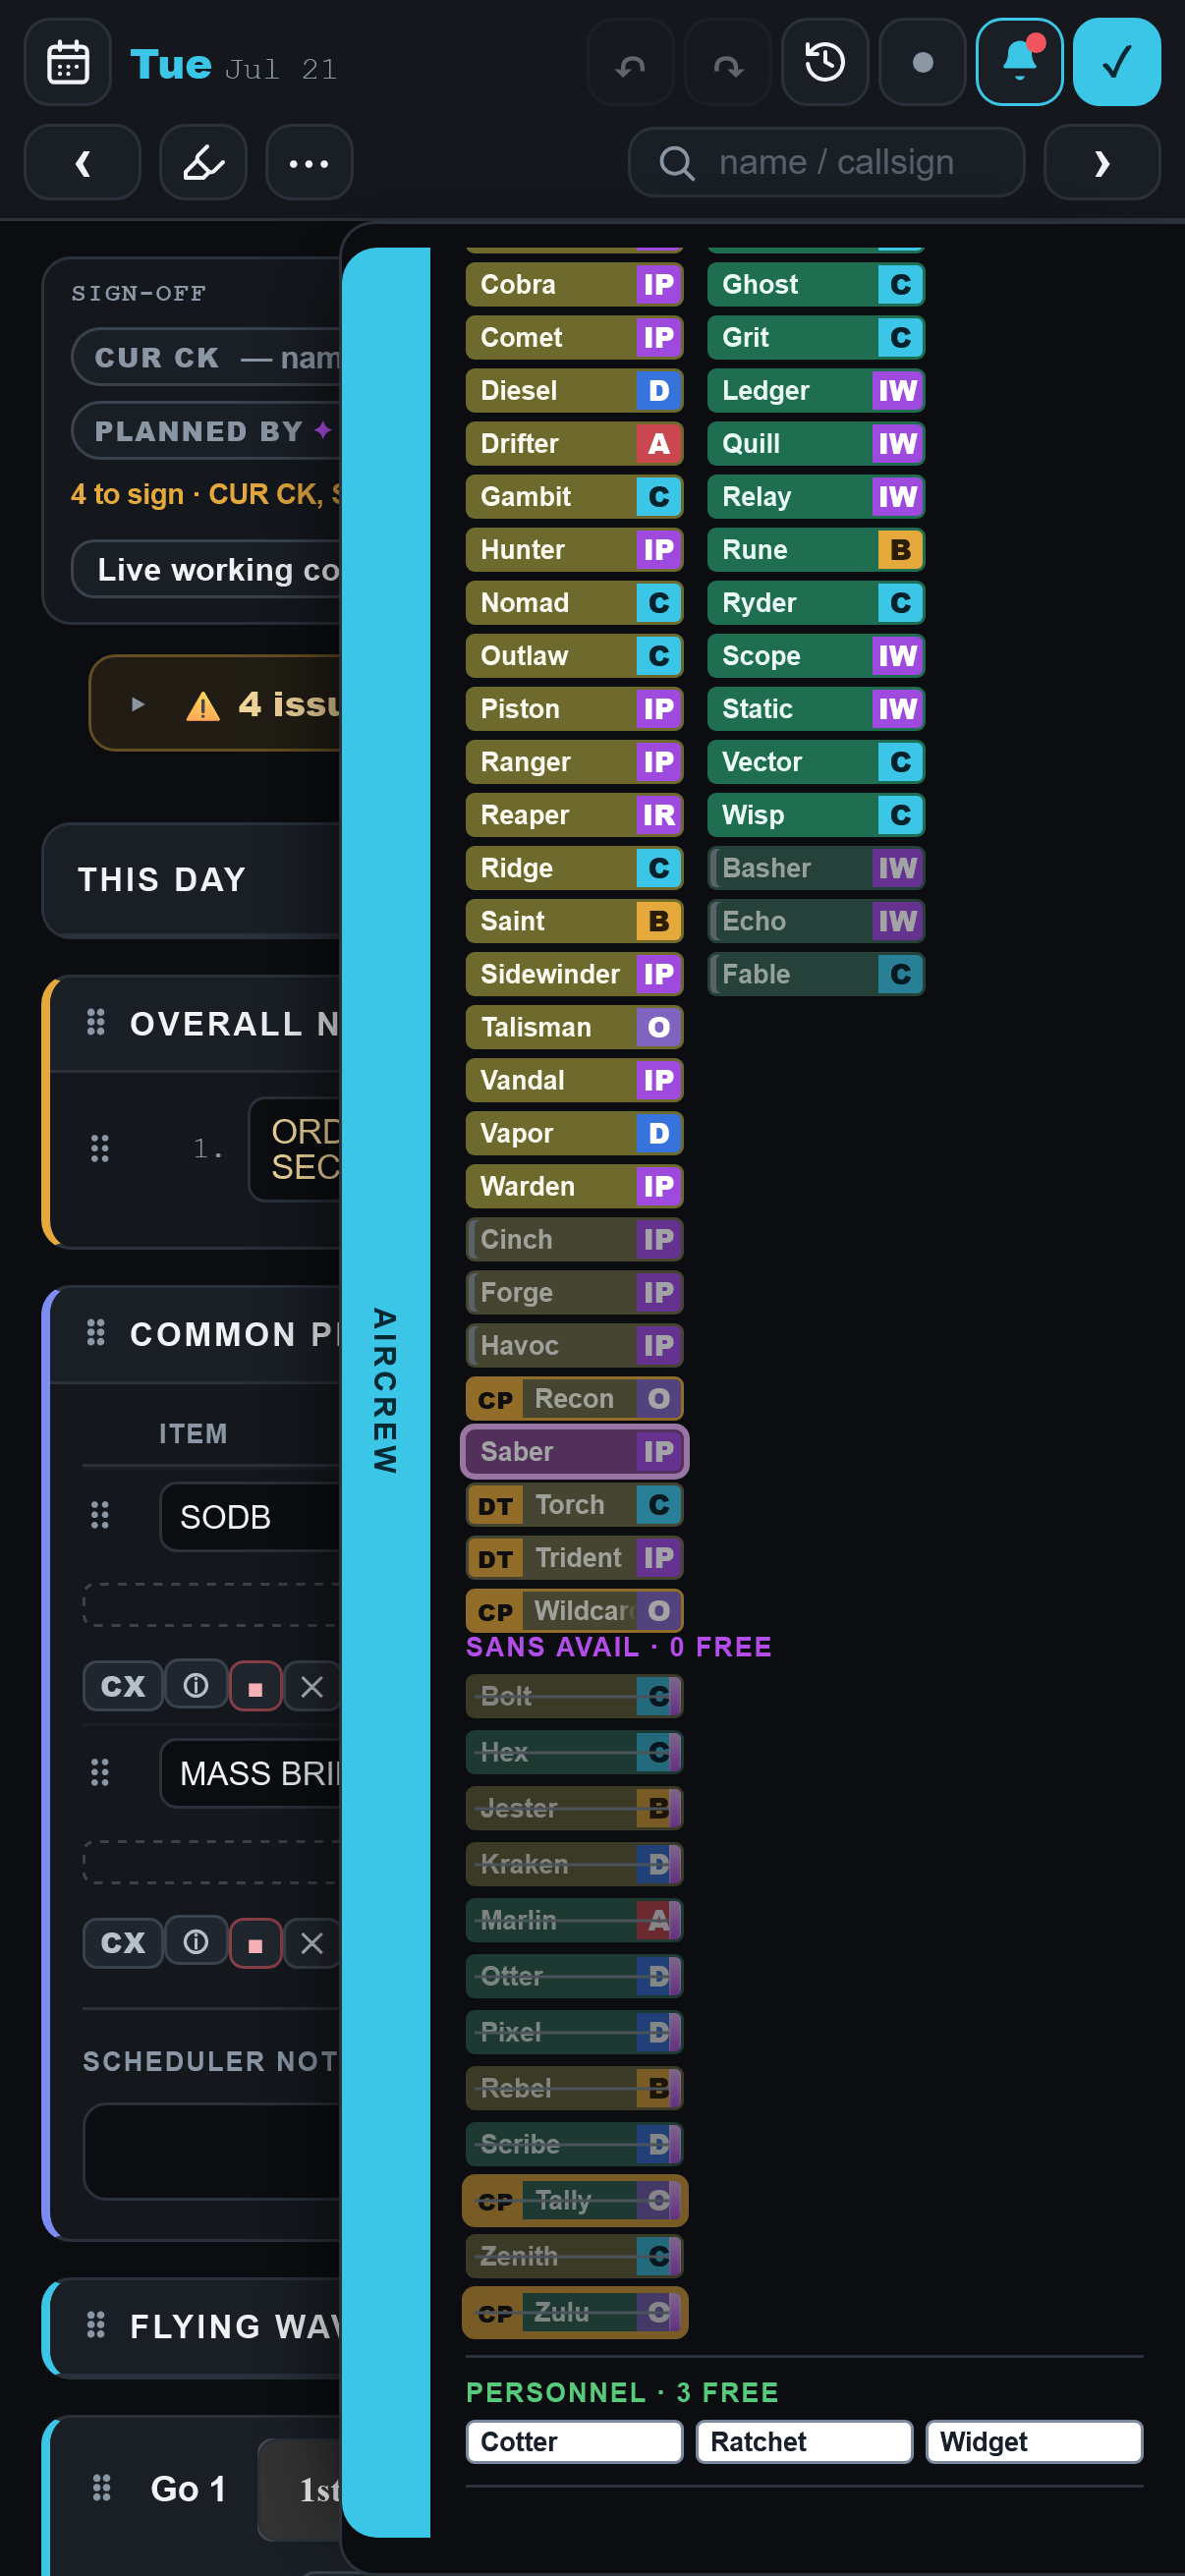 Tue Jul 21
name / callsign
SIGN-OFF
CUR CK — nam
PLANNED BY
4 to sign · CUR CK, S
Live working co
4 issu
THIS DAY
OVERALL N
1. ORD
SEC
COMMON P
ITEM
SODB
CX
MASS BRI
CX
SCHEDULER NOT
FLYING WAV
Go 1 1st
AIRCREW
Cobra IP
Comet IP
Diesel D
Drifter A
Gambit C
Hunter IP
Nomad C
Outlaw C
Piston IP
Ranger IP
Reaper IR
Ridge C
Saint B
Sidewinder IP
Talisman O
Vandal IP
Vapor D
Warden IP
Cinch IP
Forge IP
Havoc IP
CP Recon O
Saber IP
DT Torch C
DT Trident IP
CP Wildcar O
Ghost C
Grit C
Ledger IW
Quill IW
Relay IW
Rune B
Ryder C
Scope IW
Static IW
Vector C
Wisp C
Basher IW
Echo IW
Fable C
SANS AVAIL · 0 FREE
Bolt C
Hex C
Jester B
Kraken D
Marlin A
Otter D
Pixel D
Rebel B
Scribe D
CP Tally O
Zenith C
CP Zulu O
PERSONNEL · 3 FREE
Cotter
Ratchet
Widget